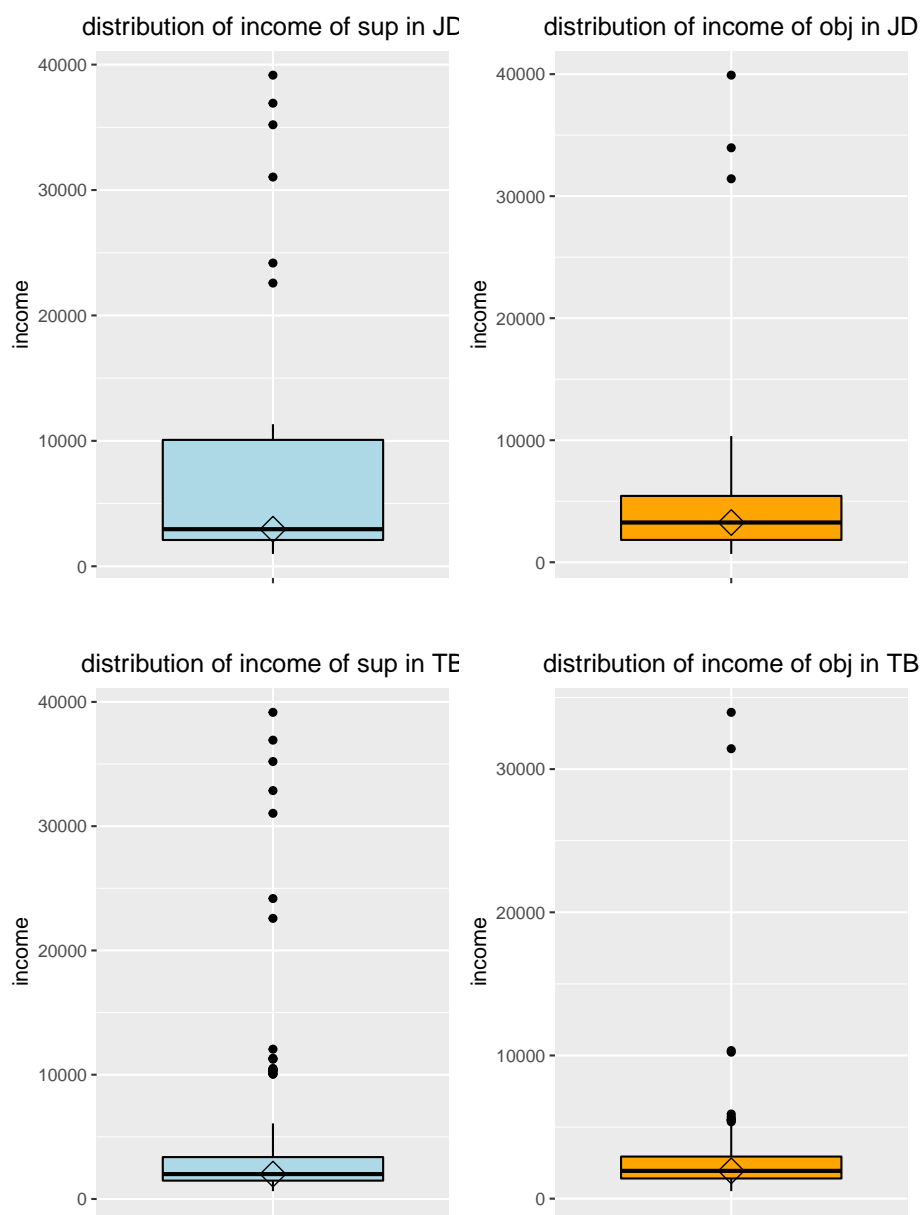 distribution of income of sup in JD
distribution of income of obj in JD
40000
30000
20000
10000
0
income
40000
30000
20000
10000
0
income
distribution of income of sup in TB
distribution of income of obj in TB
40000
30000
20000
10000
0
income
30000
20000
10000
0
income